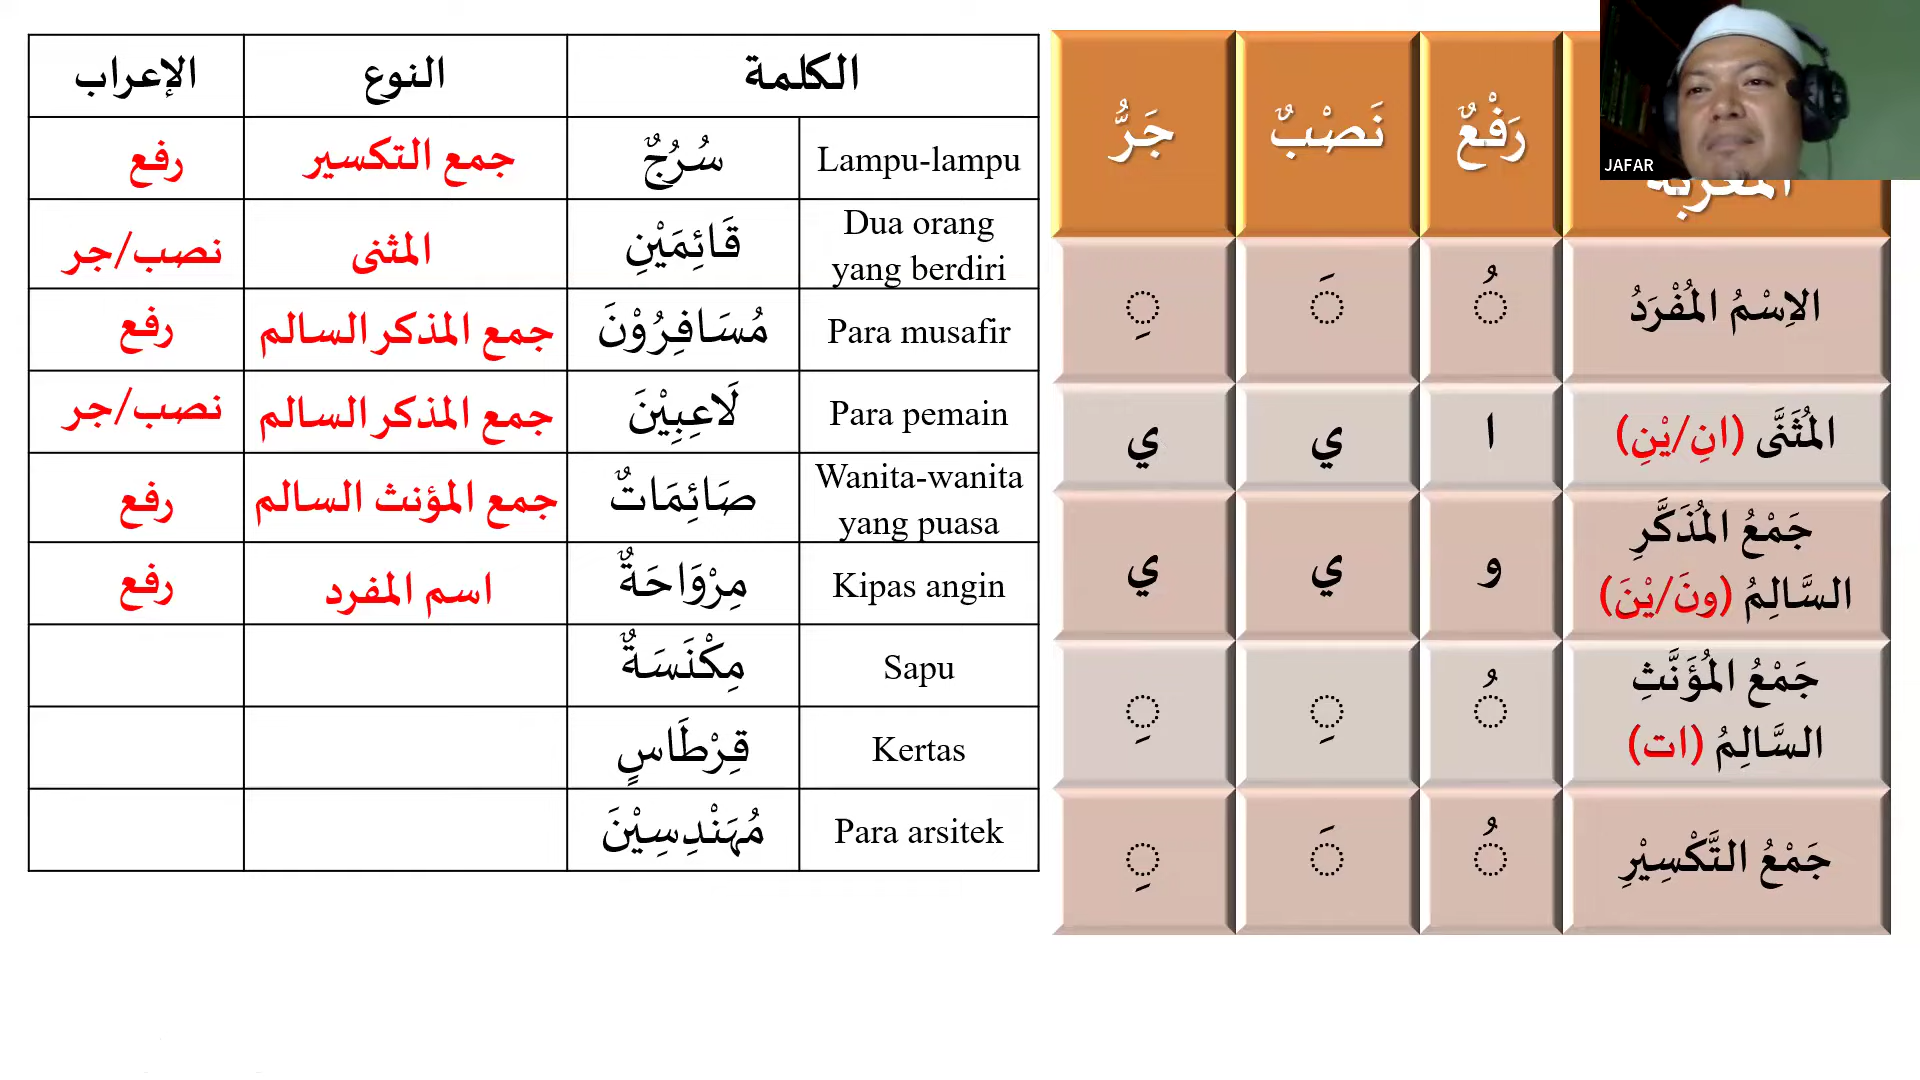 الكلمة النوع الإعراب
Lampu-lampu سُرُجٌ جمع التكسير رفع
Dua orang
yang berdiri قَائِمَيْنِ المثنى نصب/جر
Para musafir مُسَافِرُوْنَ جمع المذكر السالم رفع
Para pemain لَاعِبِيْنَ جمع المذكر السالم نصب/جر
Wanita-wanita
yang puasa صَائِمَاتٌ جمع المؤنث السالم رفع
Kipas angin مِرْوَاحَةٌ اسم المفرد رفع
Sapu مِكْنَسَةٌ
Kertas قِرْطَاسٍ
Para arsitek مُهَنْدِسِيْنَ
رَفْعٌ نَصْبٌ جَرٌّ
الاِسْمُ المُفْرَدُ ◌ُ ◌َ ◌ِ
المُثَنَّى (انِ/يْنِ) ا ي ي
جَمْعُ المُذَكَّرِ
السَّالِمُ (ونَ/يْنَ) و ي ي
جَمْعُ المُؤَنَّثِ
السَّالِمُ (ات) ◌ُ ◌ِ ◌ِ
جَمْعُ التَّكْسِيْرِ ◌ُ ◌َ ◌ِ
JAFAR